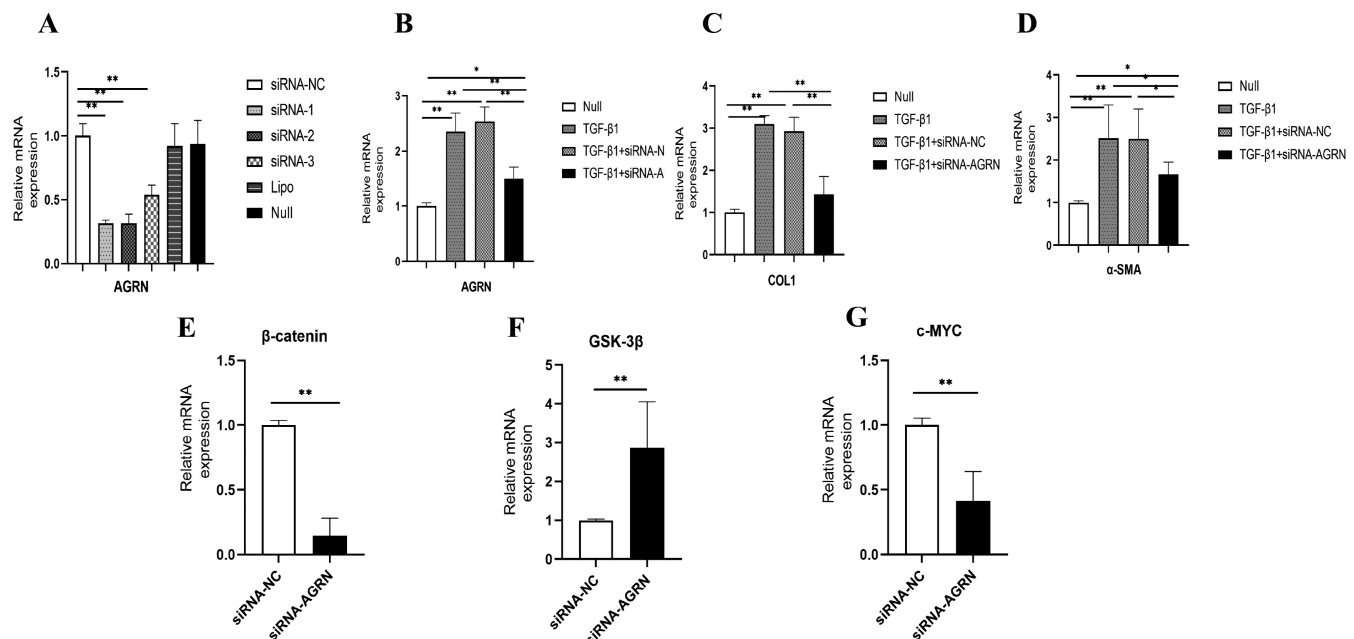 A
Relative mRNA
expression
1.5
1.0
0.5
0.0
**
**
**
AGRN
siRNA-NC
siRNA-1
siRNA-2
siRNA-3
Lipo
Null
B
Relative mRNA
expression
3
2
1
0
*
**
**
**
**
AGRN
Null
TGF-β1
TGF-β1+siRNA-N
TGF-β1+siRNA-A
C
Relative mRNA
expression
4
3
2
1
0
**
**
**
**
COL1
Null
TGF-β1
TGF-β1+siRNA-NC
TGF-β1+siRNA-AGRN
D
Relative mRNA
expression
4
3
2
1
0
*
*
**
*
**
α-SMA
Null
TGF-β1
TGF-β1+siRNA-NC
TGF-β1+siRNA-AGRN
E
β-catenin
Relative mRNA
expression
1.5
1.0
0.5
0.0
**
siRNA-NC
siRNA-AGRN
F
GSK-3β
Relative mRNA
expression
5
4
3
2
1
0
**
siRNA-NC
siRNA-AGRN
G
c-MYC
Relative mRNA
expression
1.5
1.0
0.5
0.0
**
siRNA-NC
siRNA-AGRN